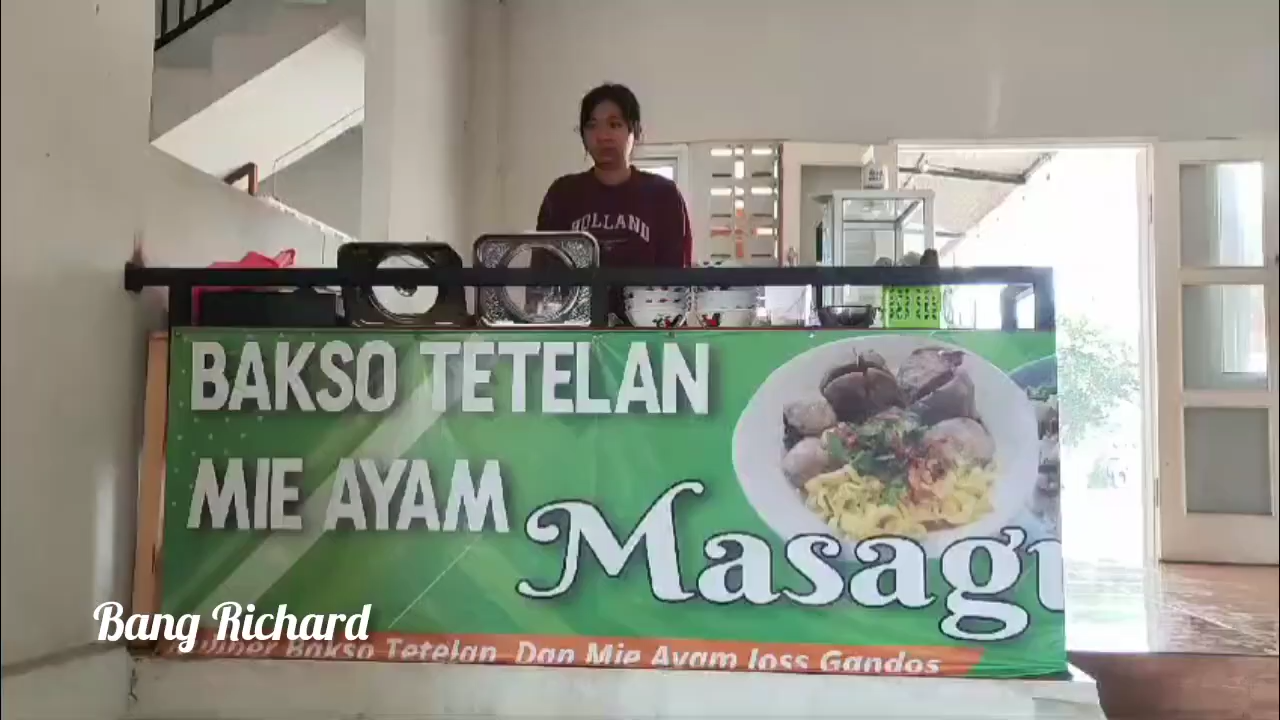 HOLLAND
BAKSO TETELAN
MIE AYAM
Masag
Bang Richard
Bakso Tetelan Dan Mie Ayam Joss Gandos